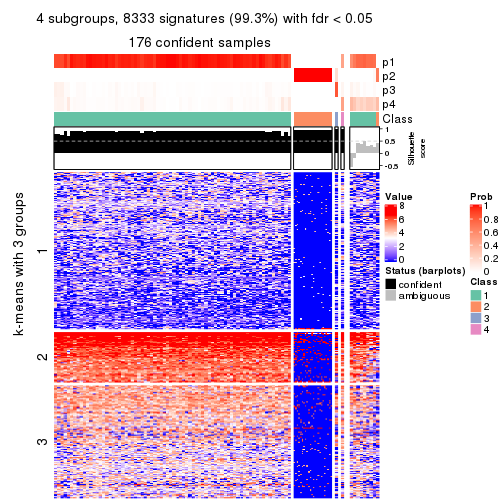 4 subgroups, 8333 signatures (99.3%) with fdr < 0.05
176 confident samples
p1
p2
p3
p4
Class
1
0.5
0
-0.5
Silhouette
score
k-means with 3 groups
1
2
3
Value
8
6
4
2
0
Status (barplots)
confident
ambiguous
Prob
1
0.8
0.6
0.4
0.2
0
Class
1
2
3
4